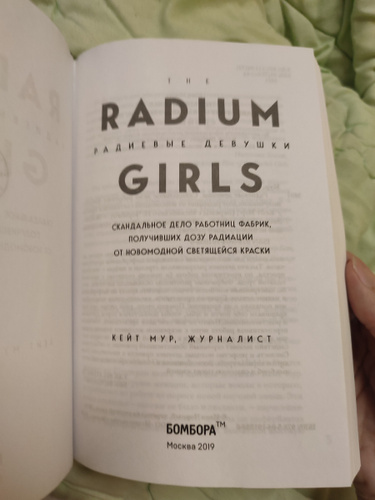 THE
RADIUM
РАДИЕВЫЕ ДЕВУШКИ
GIRLS
СКАНДАЛЬНОЕ ДЕЛО РАБОТНИЦ ФАБРИК,
ПОЛУЧИВШИХ ДОЗУ РАДИАЦИИ
ОТ НОВОМОДНОЙ СВЕТЯЩЕЙСЯ КРАСКИ
КЕЙТ МУР, ЖУРНАЛИСТ
БОМБОРА™
Москва 2019